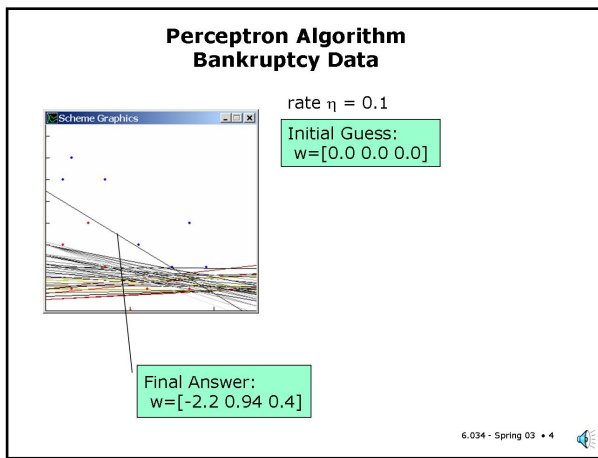 Perceptron Algorithm
Bankruptcy Data
rate η = 0.1
Scheme Graphics
Initial Guess:
w=[0.0 0.0 0.0]
Final Answer:
w=[-2.2 0.94 0.4]
6.034 - Spring 03 • 4